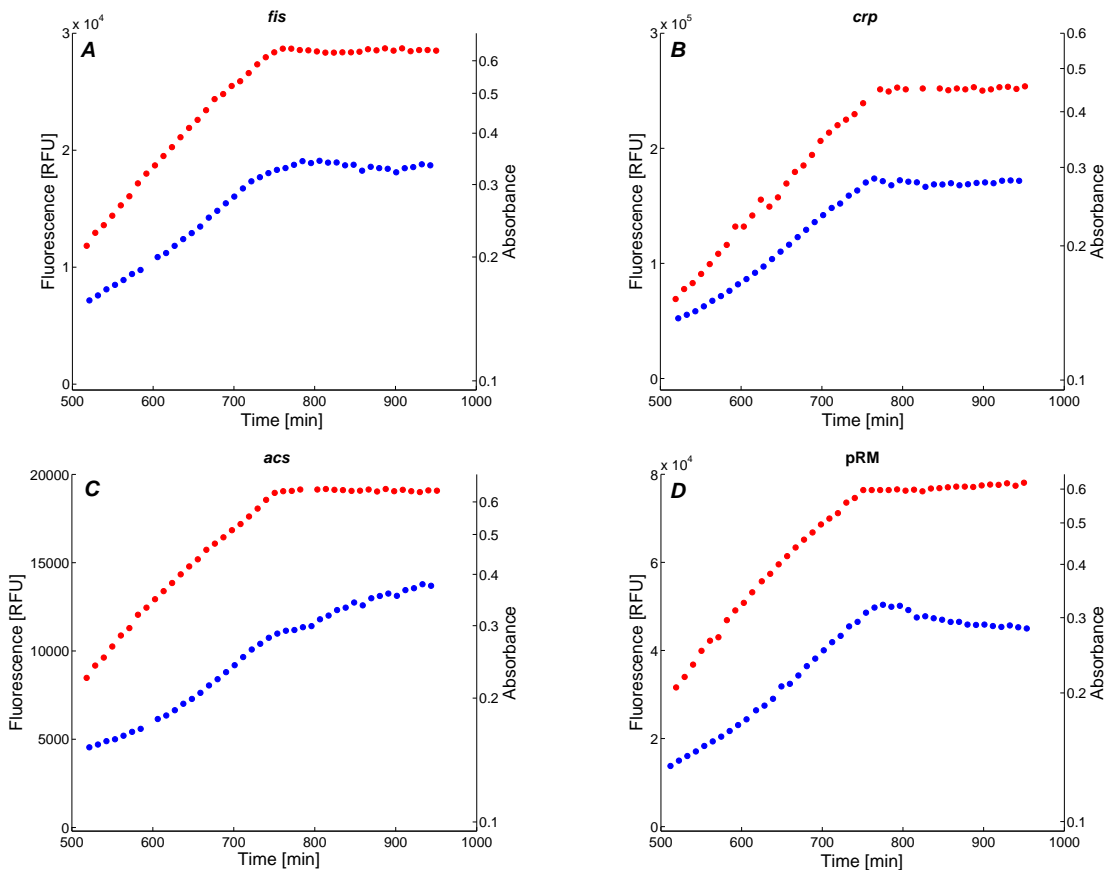 fis
x 10^4
A
3
2
1
0
Fluorescence [RFU]
0.6
0.5
0.4
0.3
0.2
0.1
Absorbance
500 600 700 800 900 1000
Time [min]
crp
x 10^5
B
3
2
1
0
Fluorescence [RFU]
0.6
0.5
0.4
0.3
0.2
0.1
Absorbance
500 600 700 800 900 1000
Time [min]
acs
C
20000
15000
10000
5000
0
Fluorescence [RFU]
0.6
0.5
0.4
0.3
0.2
0.1
Absorbance
500 600 700 800 900 1000
Time [min]
pRM
x 10^4
D
8
6
4
2
0
Fluorescence [RFU]
0.6
0.5
0.4
0.3
0.2
0.1
Absorbance
500 600 700 800 900 1000
Time [min]